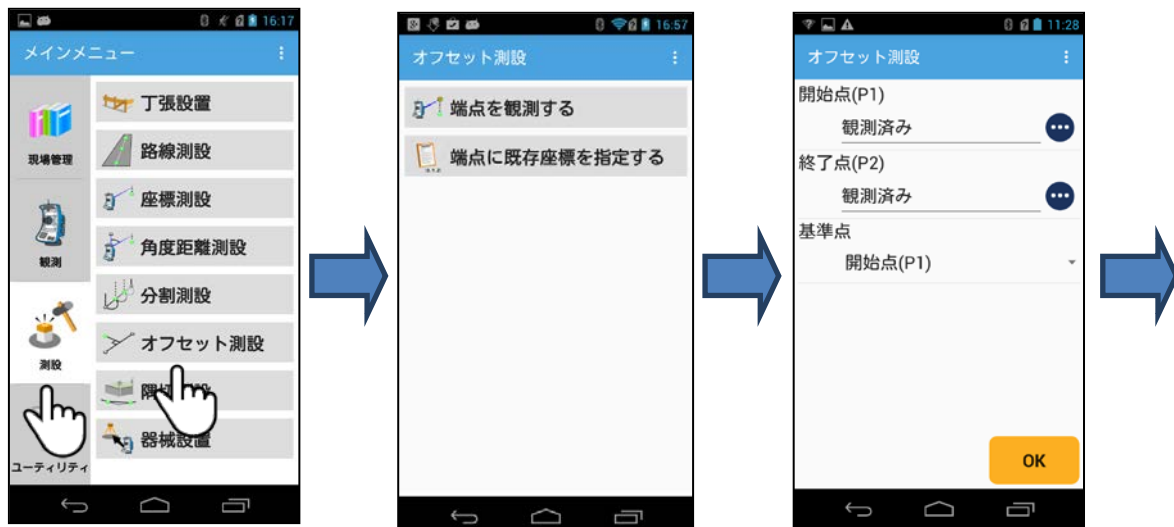 16:17
メインメニュー
現場管理
観測
測設
ユーティリティ
丁張設置
路線測設
座標測設
角度距離測設
分割測設
オフセット測設
隅切測設
器械設置
16:57
オフセット測設
端点を観測する
端点に既存座標を指定する
11:28
オフセット測設
開始点(P1)
観測済み
終了点(P2)
観測済み
基準点
開始点(P1)
OK